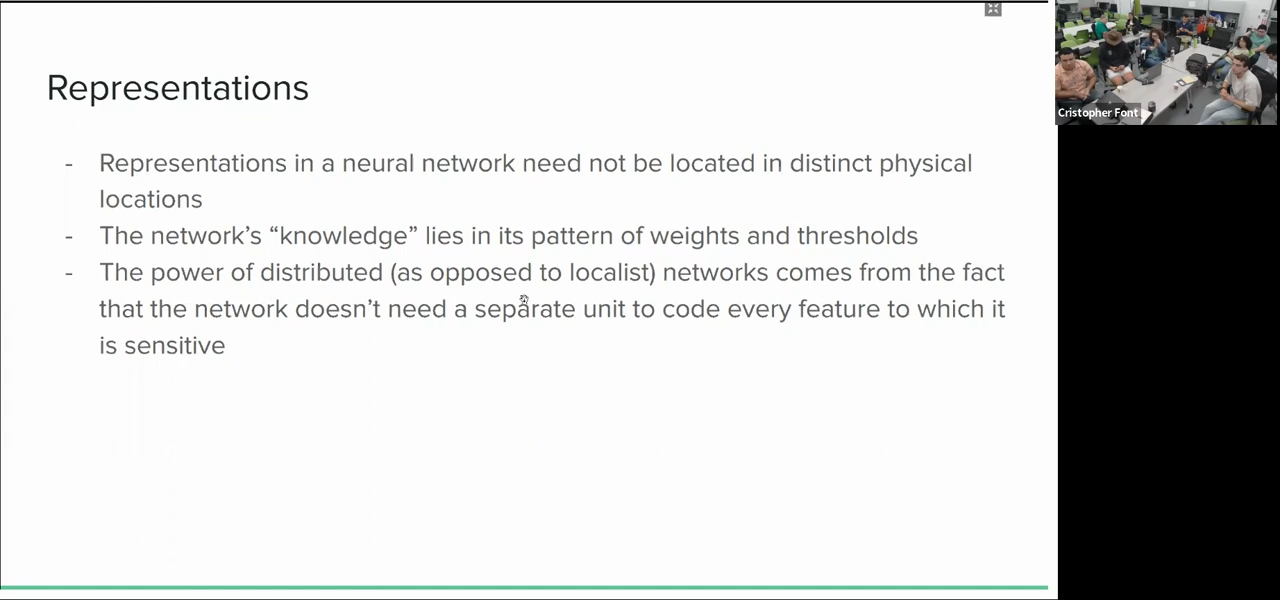 Representations
- Representations in a neural network need not be located in distinct physical
locations
- The network’s “knowledge” lies in its pattern of weights and thresholds
- The power of distributed (as opposed to localist) networks comes from the fact
that the network doesn’t need a separate unit to code every feature to which it
is sensitive
Cristopher Font